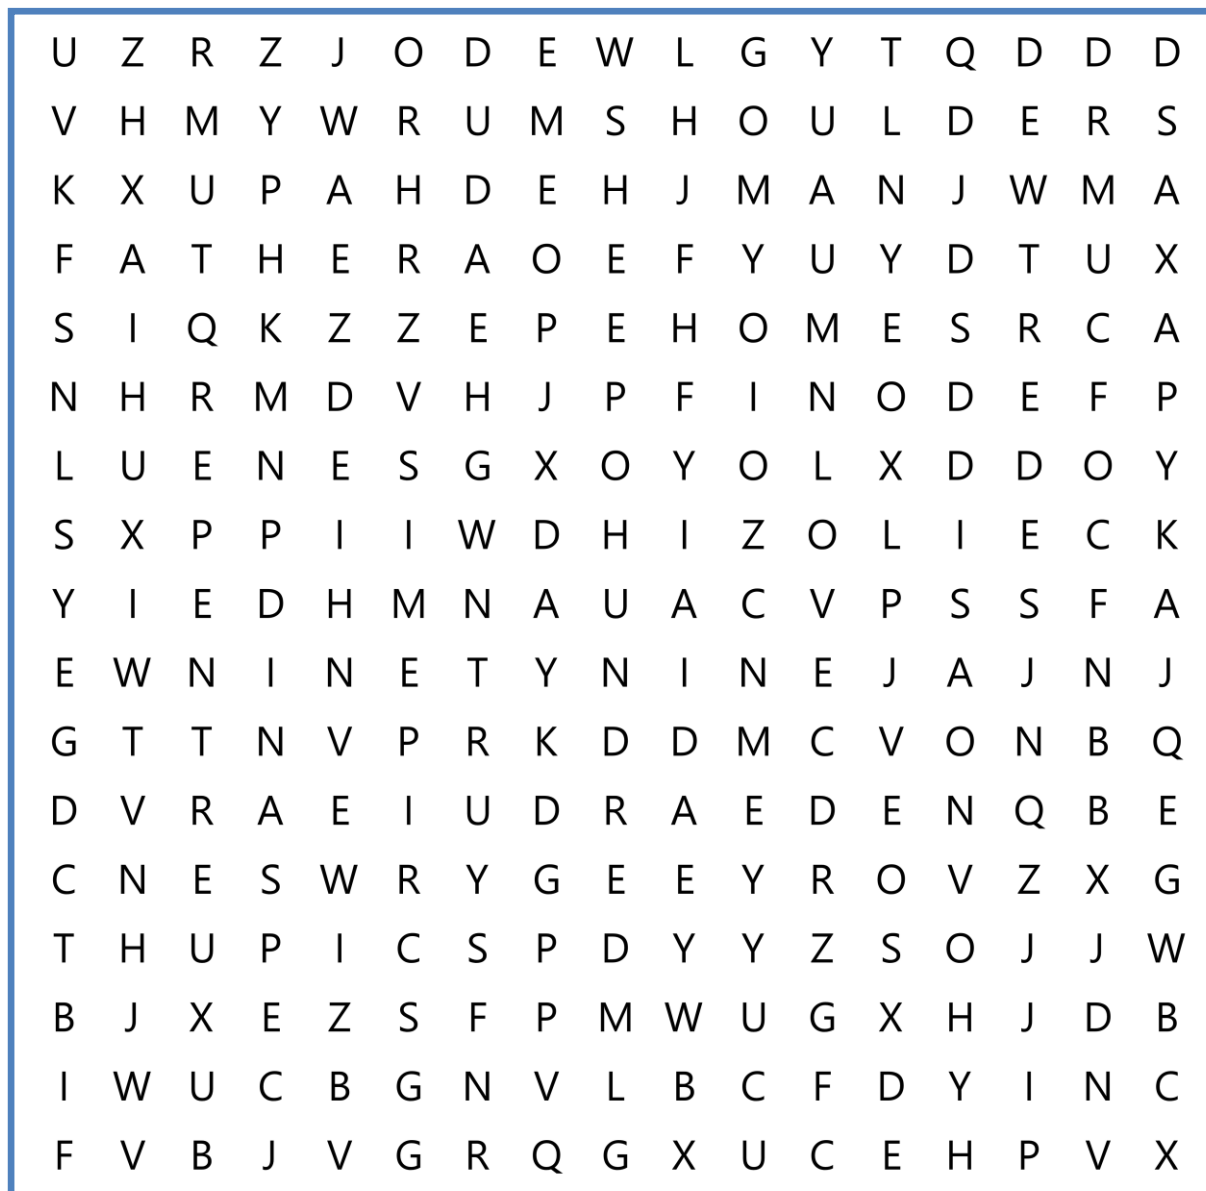 U Z R Z J O D E W L G Y T Q D D D
V H M Y W R U M S H O U L D E R S
K X U P A H D E H J M A N J W M A
F A T H E R A O E F Y U Y D T U X
S I Q K Z Z E P E H O M E S R C A
N H R M D V H J P F I N O D E F P
L U E N E S G X O Y O L X D D O Y
S X P P I I W D H I Z O L I E C K
Y I E D H M N A U A C V P S S F A
E W N I N E T Y N I N E J A J N J
G T T N V P R K D D M C V O N B Q
D V R A E I U D R A E D E N Q B E
C N E S W R Y G E E Y R O V Z X G
T H U P I C S P D Y Y Z S O J J W
B J X E Z S F P M W U G X H J D B
I W U C B G N V L B C F D Y I N C
F V B J V G R Q G X U C E H P V X